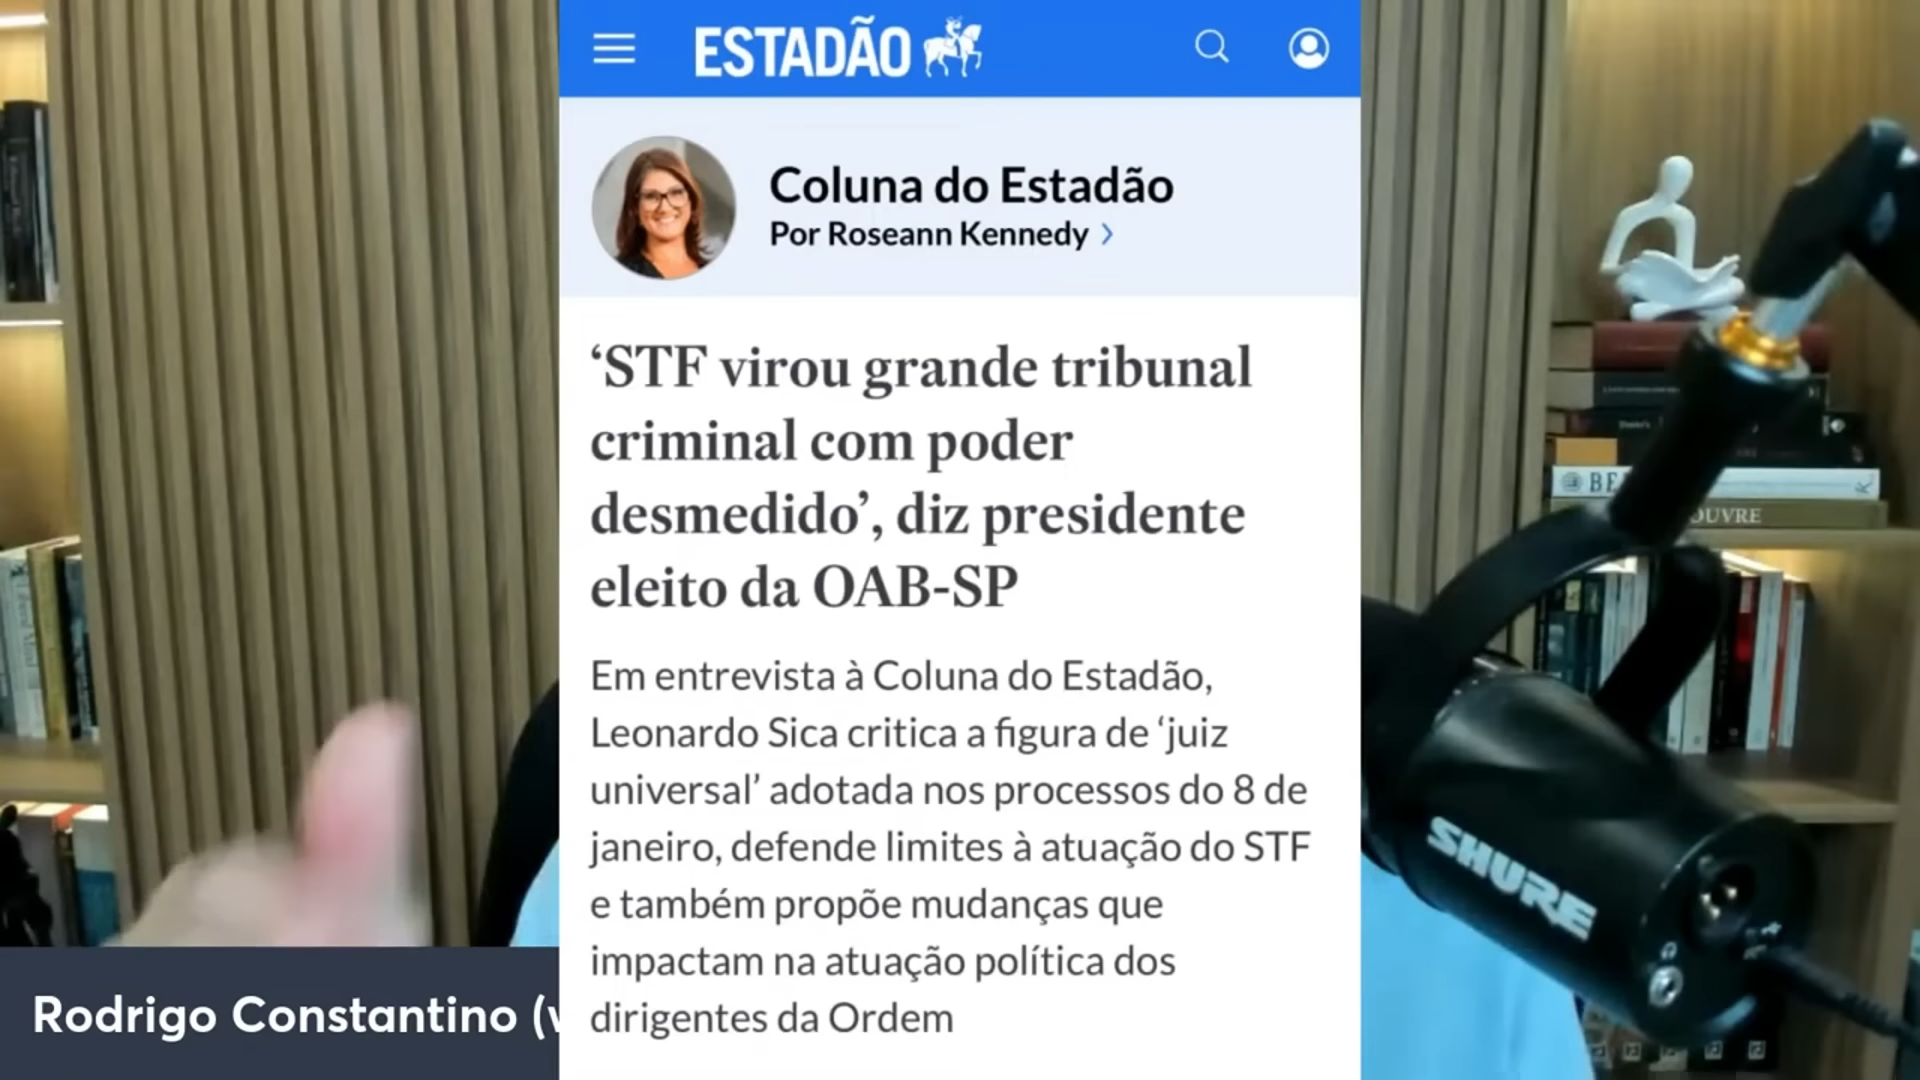 ESTADÃO
Coluna do Estadão
Por Roseann Kennedy
‘STF virou grande tribunal
criminal com poder
desmedido’, diz presidente
eleito da OAB-SP
Em entrevista à Coluna do Estadão,
Leonardo Sica critica a figura de ‘juiz
universal’ adotada nos processos do 8 de
janeiro, defende limites à atuação do STF
e também propõe mudanças que
impactam na atuação política dos
dirigentes da Ordem
Rodrigo Constantino (
SHURE